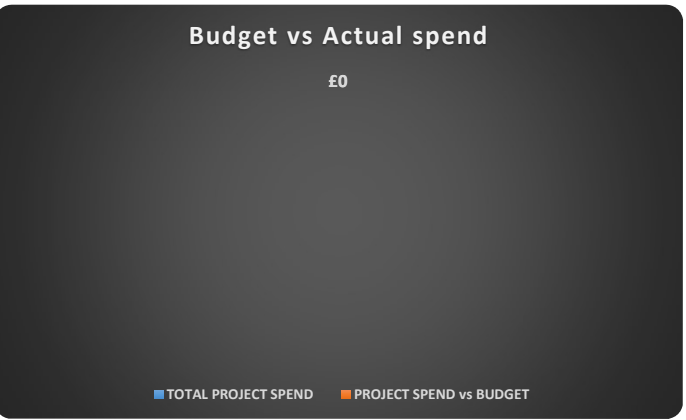 Budget vs Actual spend
£0
TOTAL PROJECT SPEND PROJECT SPEND vs BUDGET